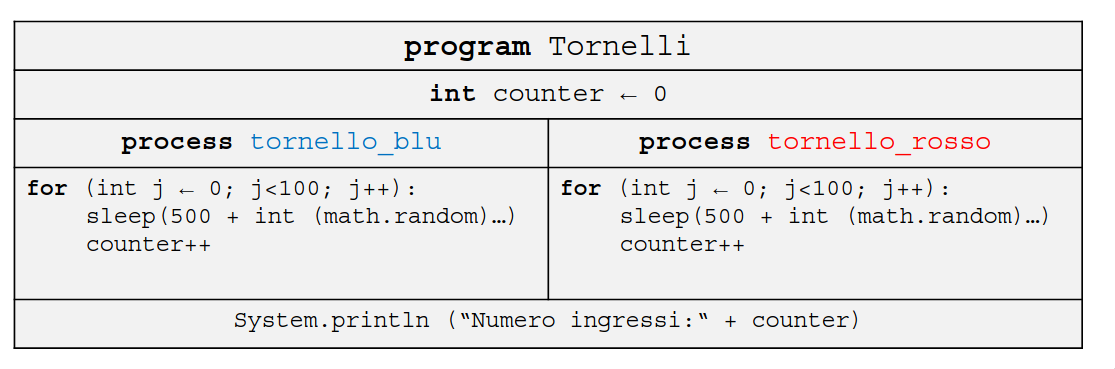 program Tornelli
int counter ← 0
process tornello_blu
for (int j ← 0; j<100; j++):
sleep(500 + int (math.random)…)
counter++
process tornello_rosso
for (int j ← 0; j<100; j++):
sleep(500 + int (math.random)…)
counter++
System.println (“Numero ingressi:“ + counter)